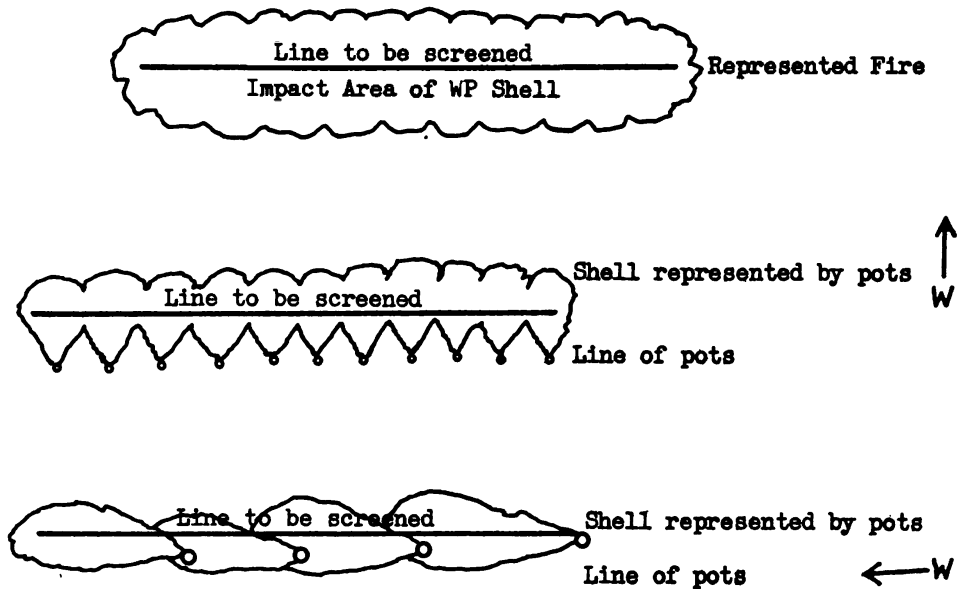 Line to be screened
Represented Fire
Impact Area of WP Shell
Shell represented by pots
Line to be screened
W
Line of pots
Line to be screened
Shell represented by pots
Line of pots
W